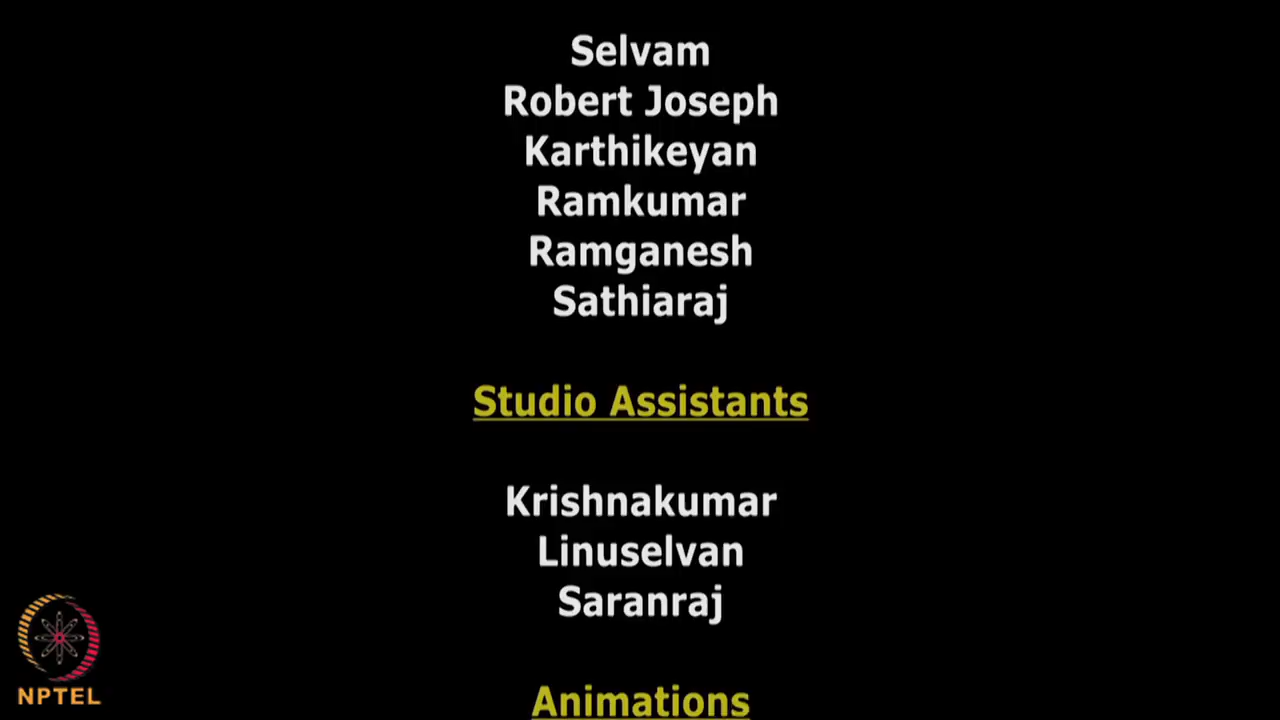 Selvam
Robert Joseph
Karthikeyan
Ramkumar
Ramganesh
Sathiaraj
Studio Assistants
Krishnakumar
Linuselvan
Saranraj
Animations
NPTEL